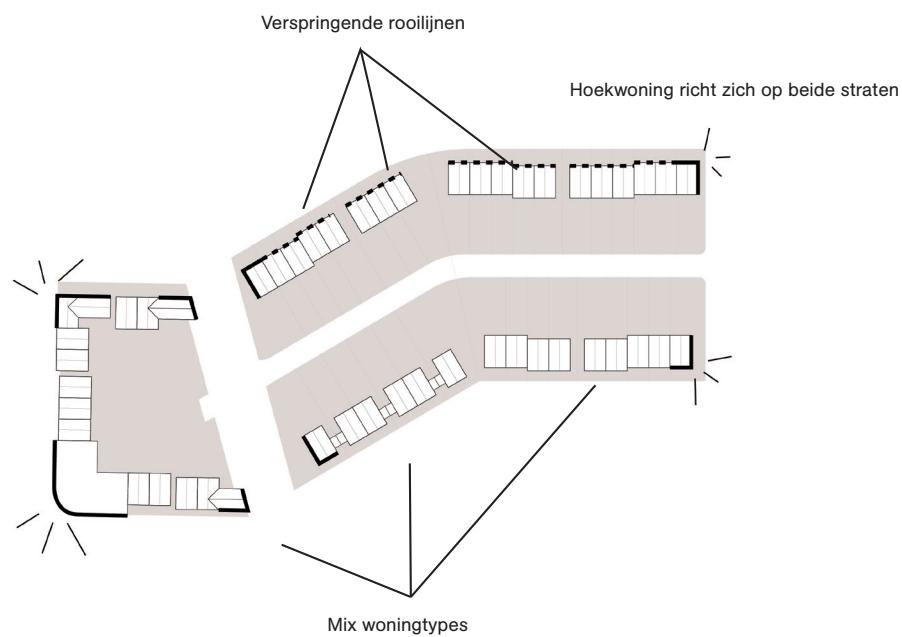 Verspringende rooilijnen
Hoekwoning richt zich op beide straten
Mix woningtypes